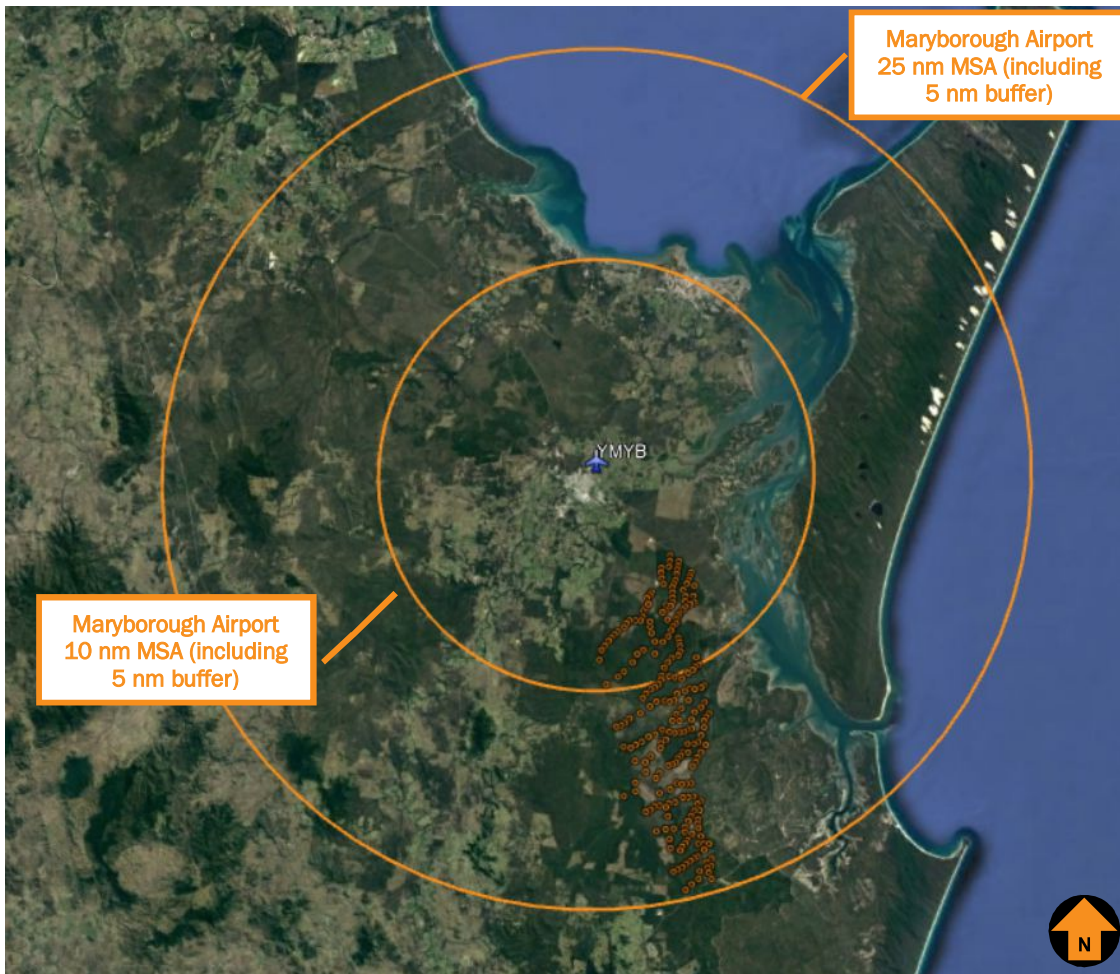 Maryborough Airport
25 nm MSA (including
5 nm buffer)
YMYB
Maryborough Airport
10 nm MSA (including
5 nm buffer)
N